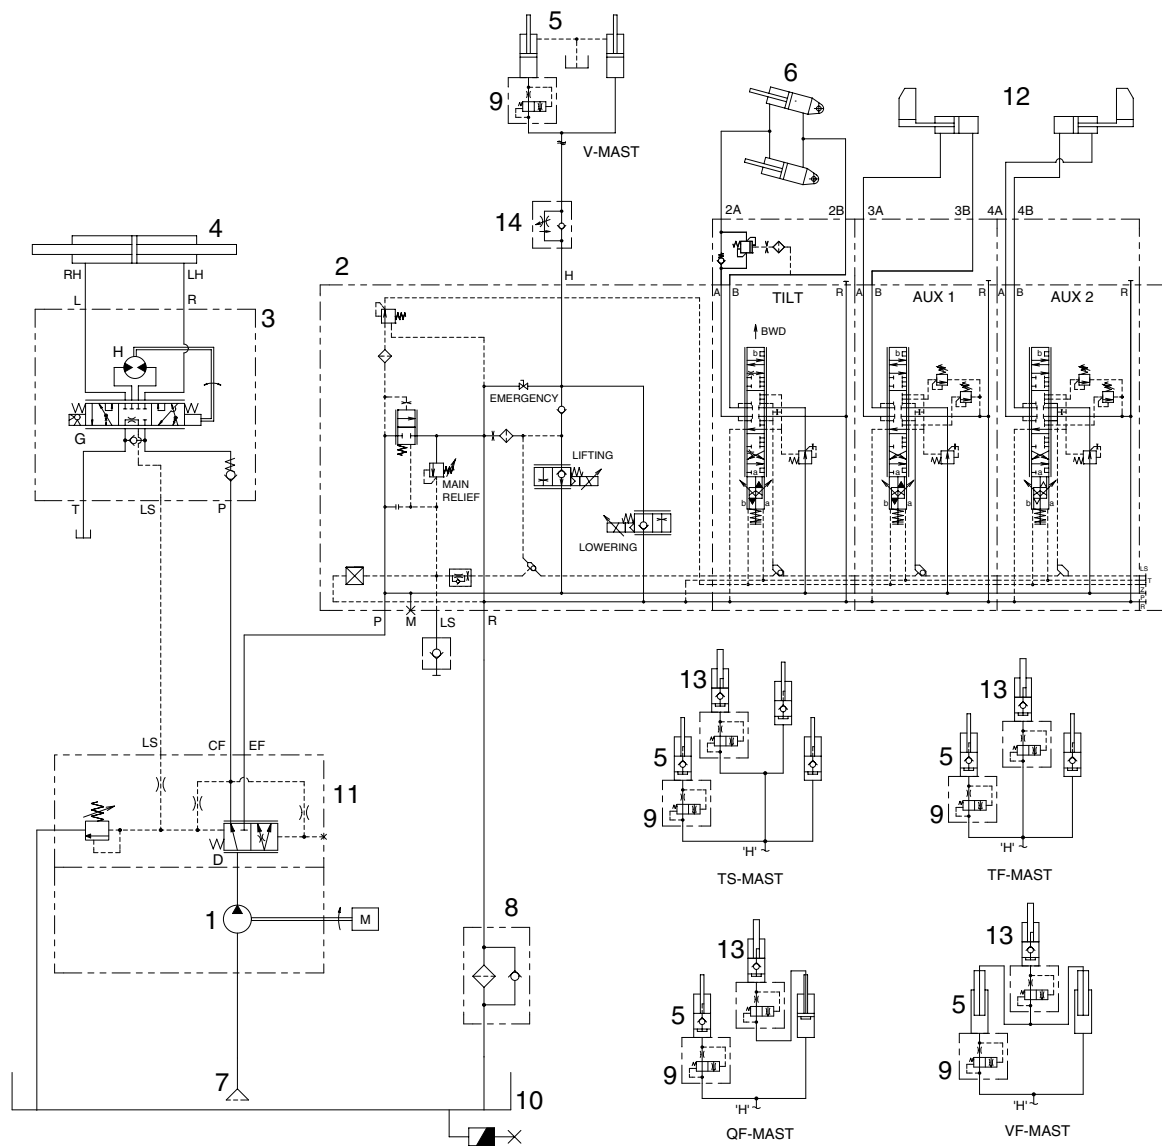 5
6
12
9
V-MAST
14
2A
2B
3A
3B
4A
4B
4
RH
LH
L
R
H
2
3
A
B
TILT
R
A
B
AUX 1
R
A
B
AUX 2
R
BWD
H
b
b
b
EMERGENCY
G
LIFTING
MAIN
RELIEF
a
a
a
b
a
b
a
b
a
T
LS
P
LOWERING
LS
T
P
R
P
M
LS
R
13
13
LS
CF
EF
5
5
11
9
9
D
'H'
'H'
TS-MAST
TF-MAST
1
M
8
13
13
5
5
9
9
7
10
'H'
'H'
QF-MAST
VF-MAST